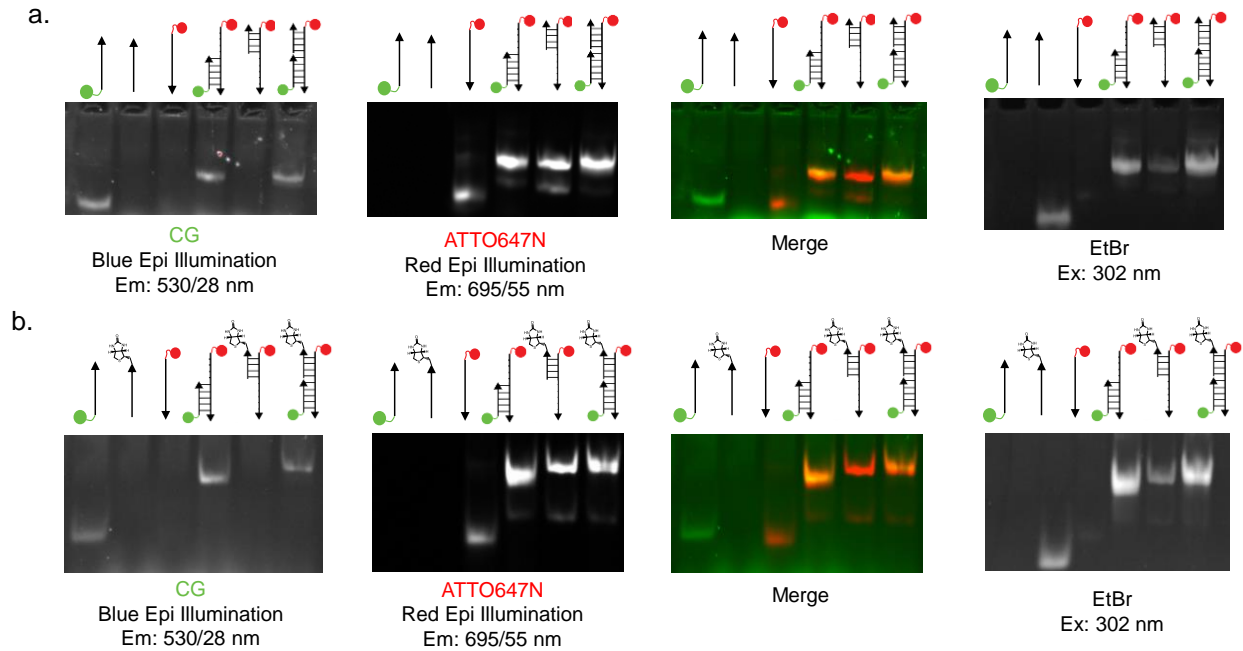 a.
CG
Blue Epi Illumination
Em: 530/28 nm
ATTO647N
Red Epi Illumination
Em: 695/55 nm
Merge
EtBr
Ex: 302 nm
b.
CG
Blue Epi Illumination
Em: 530/28 nm
ATTO647N
Red Epi Illumination
Em: 695/55 nm
Merge
EtBr
Ex: 302 nm